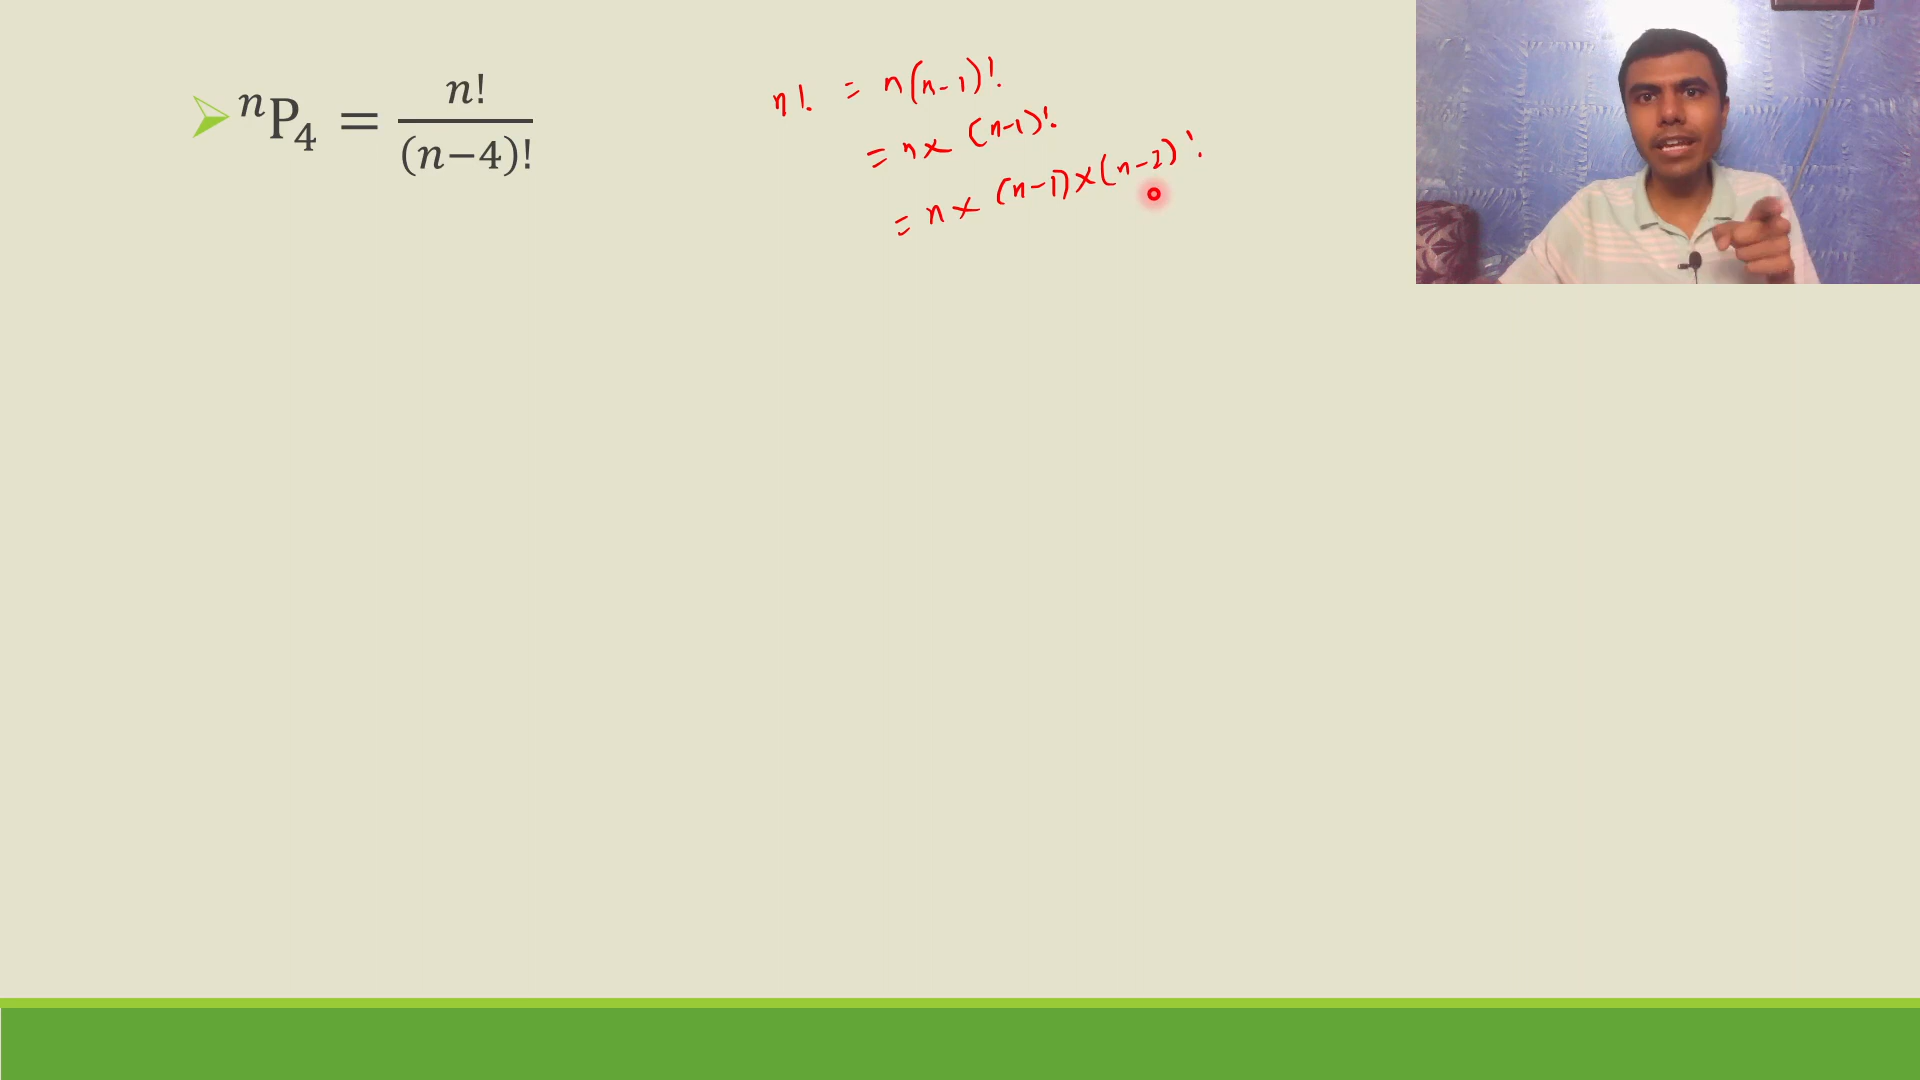 ⁿP₄ = n!/(n−4)!
n! = n(n-1)!
= n × (n-1)!
= n × (n-1) × (n-2)!